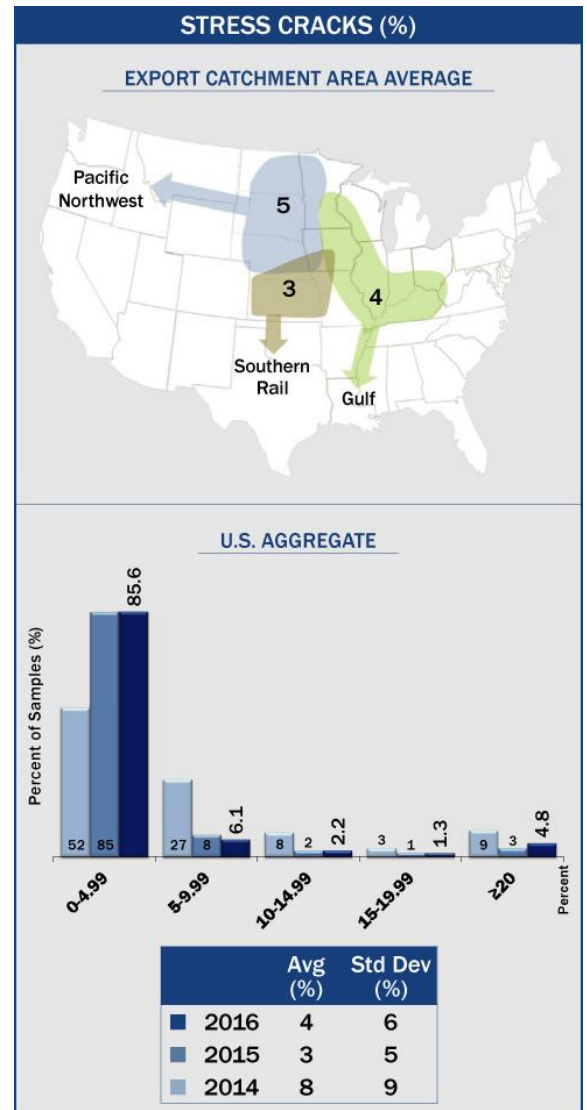 STRESS CRACKS (%)
EXPORT CATCHMENT AREA AVERAGE
Pacific
Northwest
5
3
4
Southern
Rail
Gulf
U.S. AGGREGATE
Percent of Samples (%)
52
85
85.6
27
8
6.1
8
2
2.2
3
1
1.3
9
3
4.8
0-4.99
5-9.99
10-14.99
15-19.99
≥20
Percent
Avg Std Dev
(%) (%)
2016 4 6
2015 3 5
2014 8 9